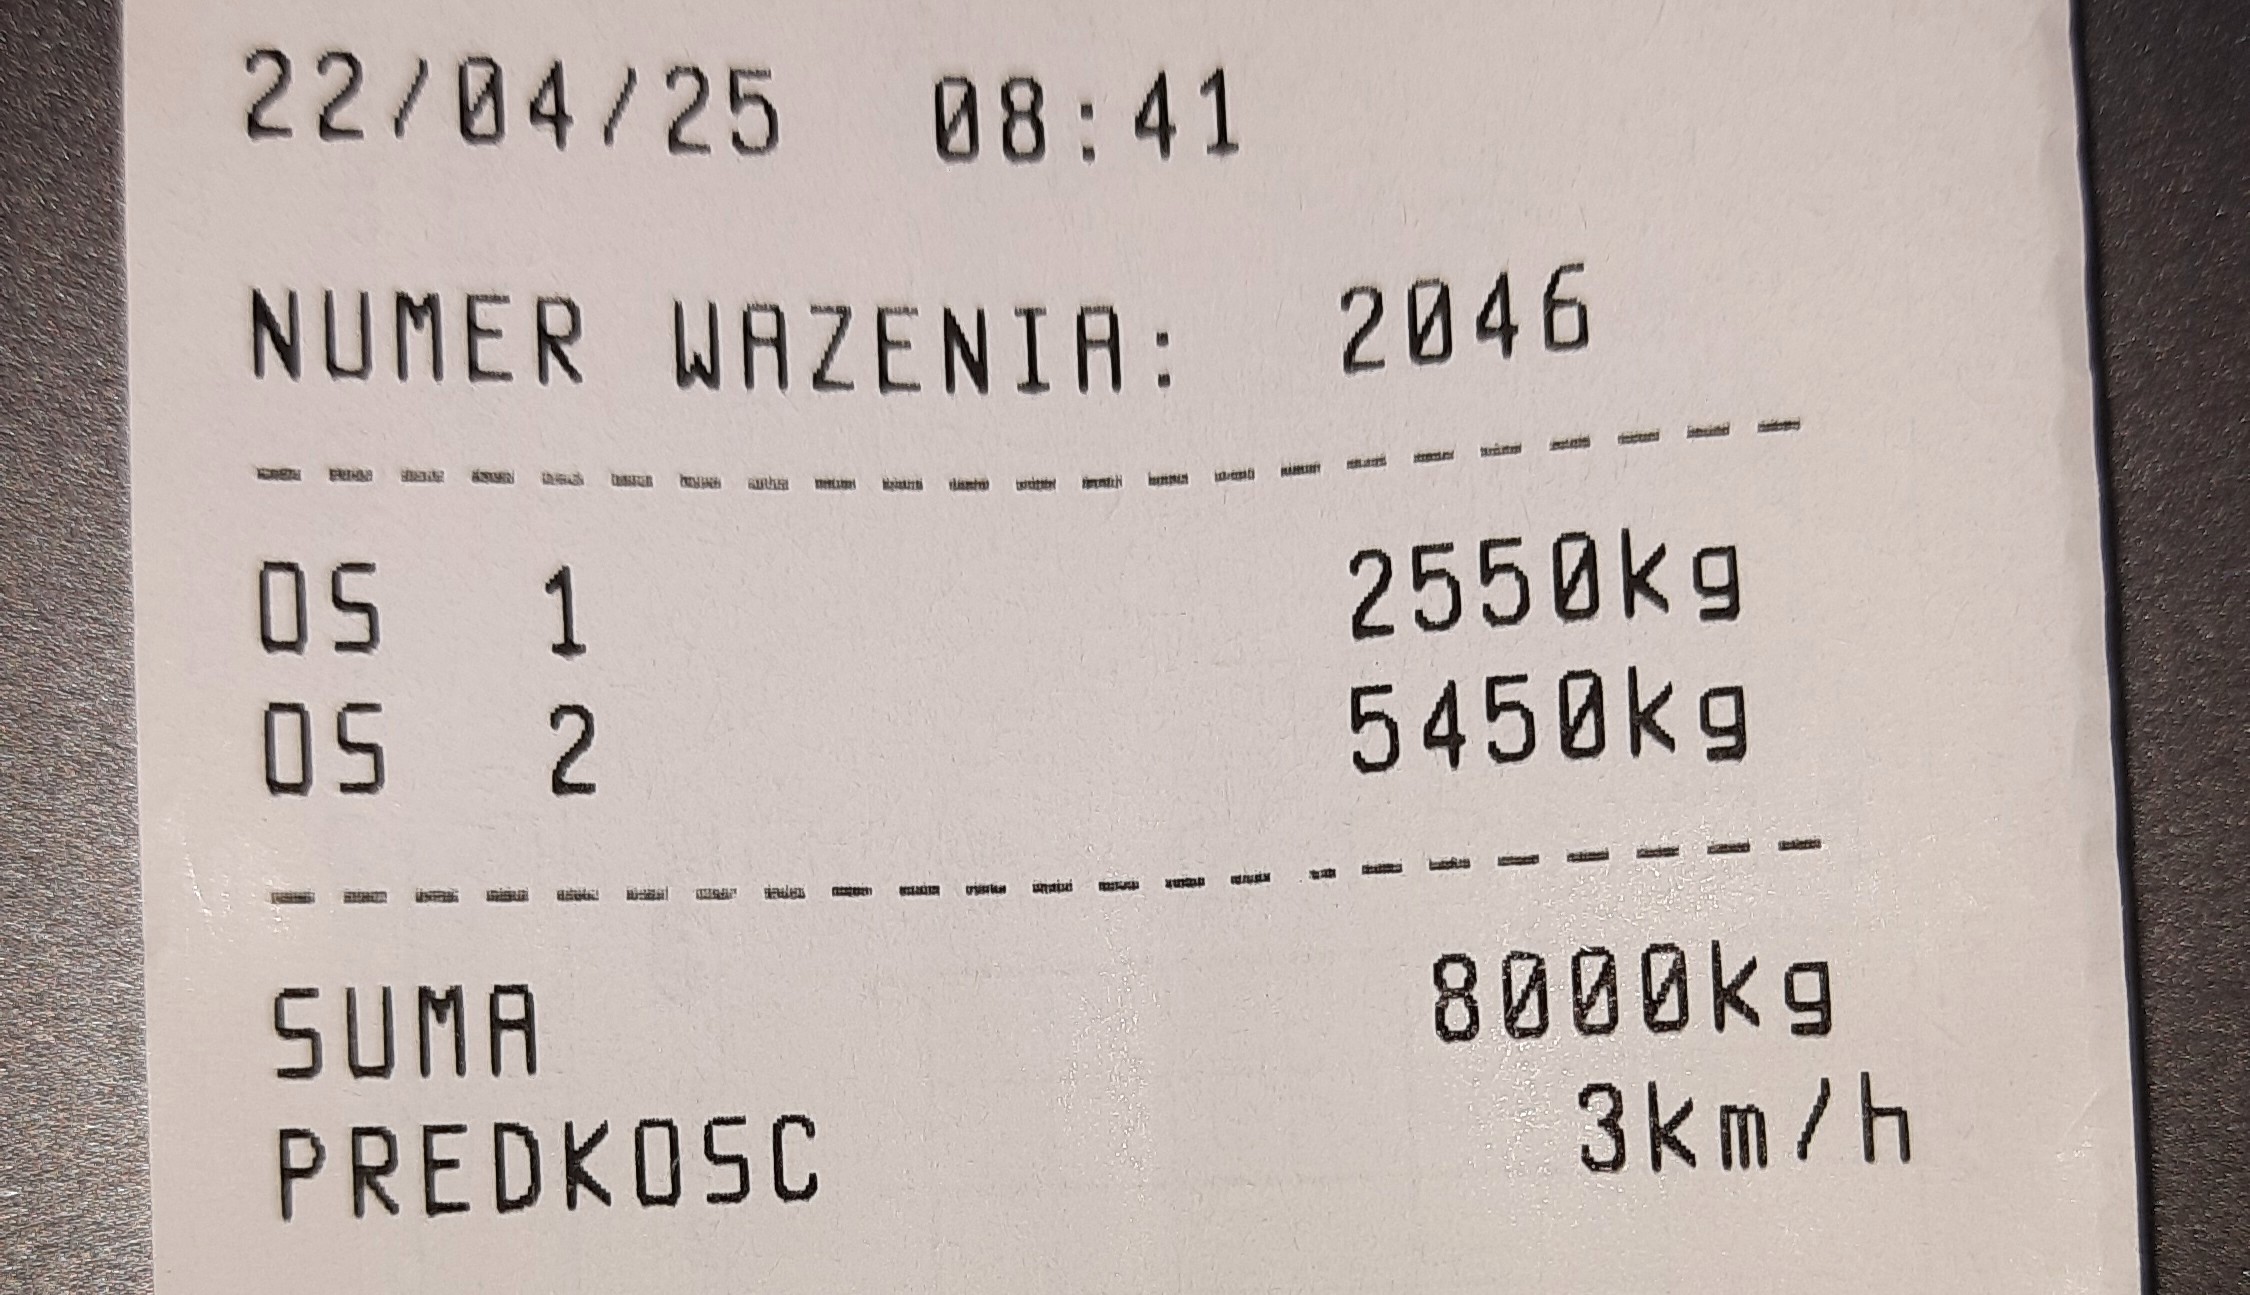 22/04/25 08:41
NUMER WAZENIA: 2046
OS 1 2550kg
OS 2 5450kg
SUMA 8000kg
PREDKOSC 3km/h